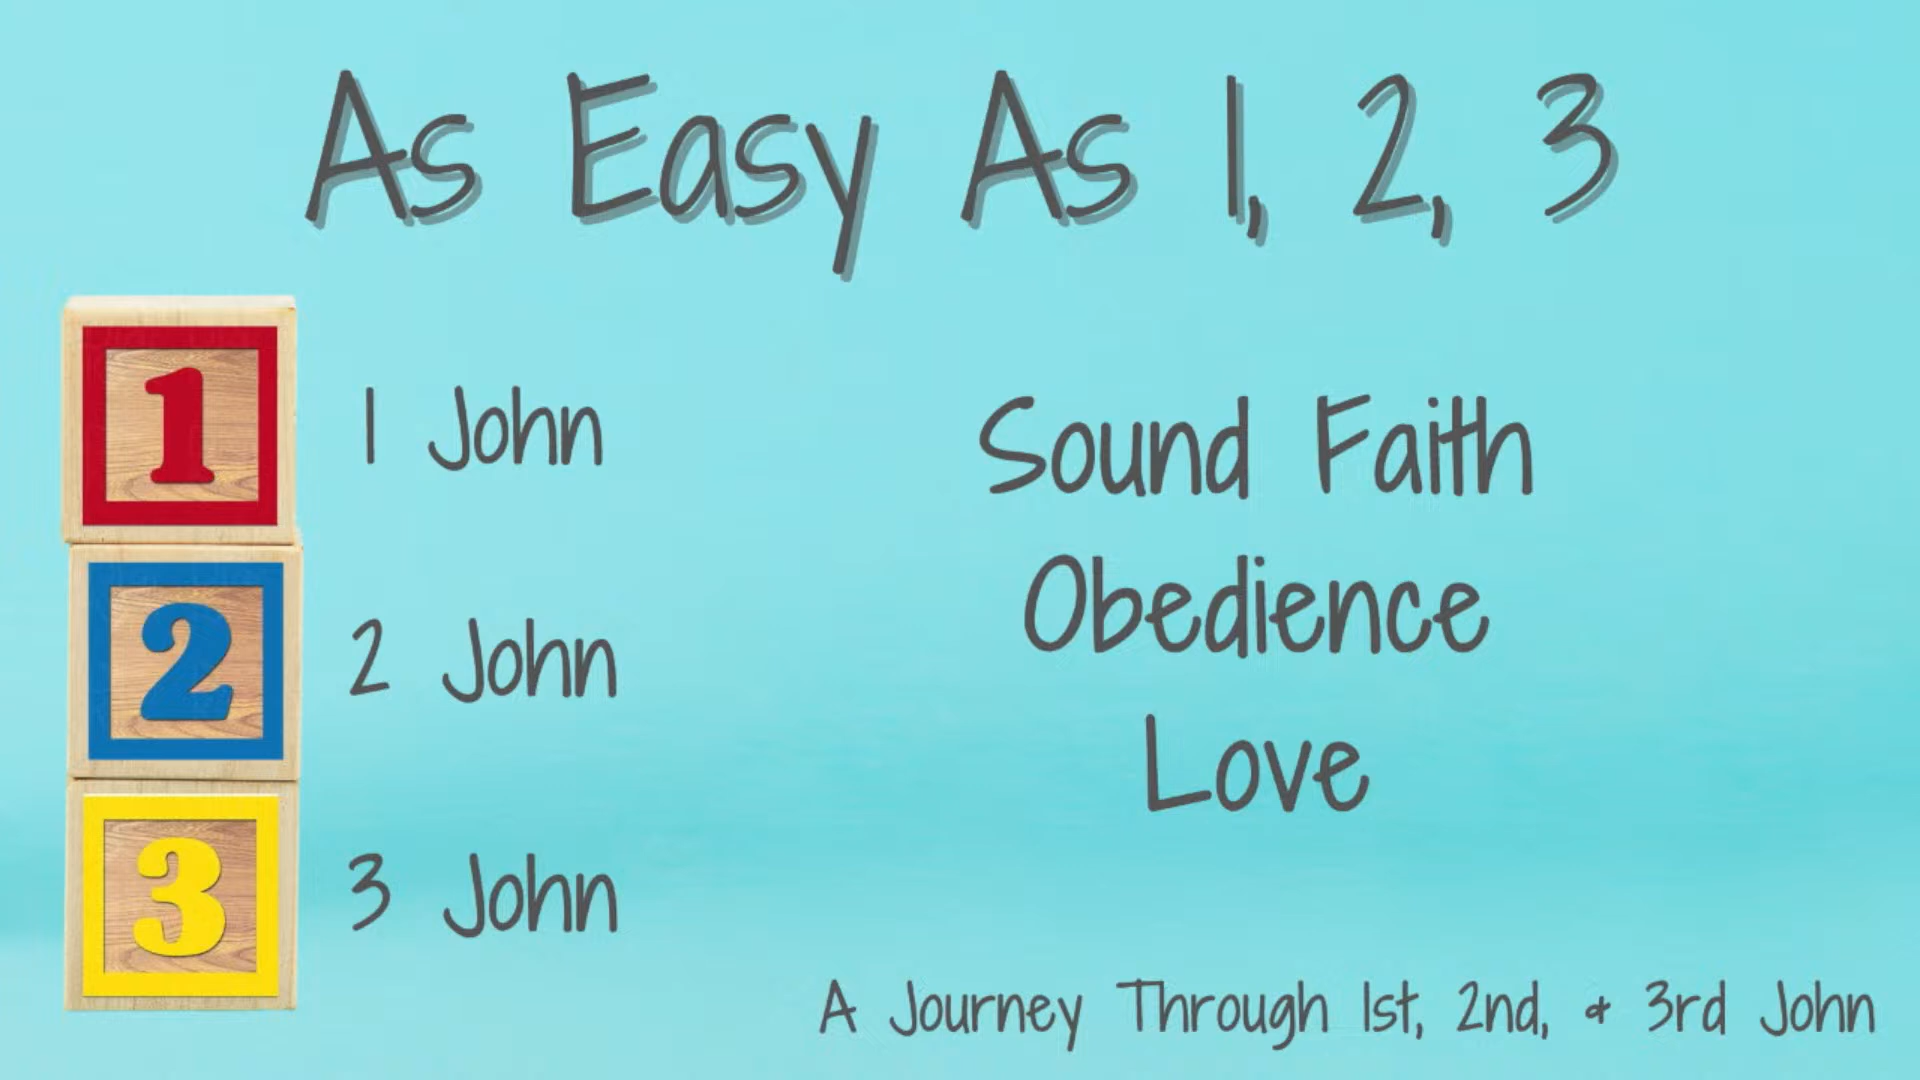 As Easy As 1, 2, 3
1
1 John
2
2 John
3
3 John
Sound Faith
Obedience
Love
A Journey Through 1st, 2nd, & 3rd John